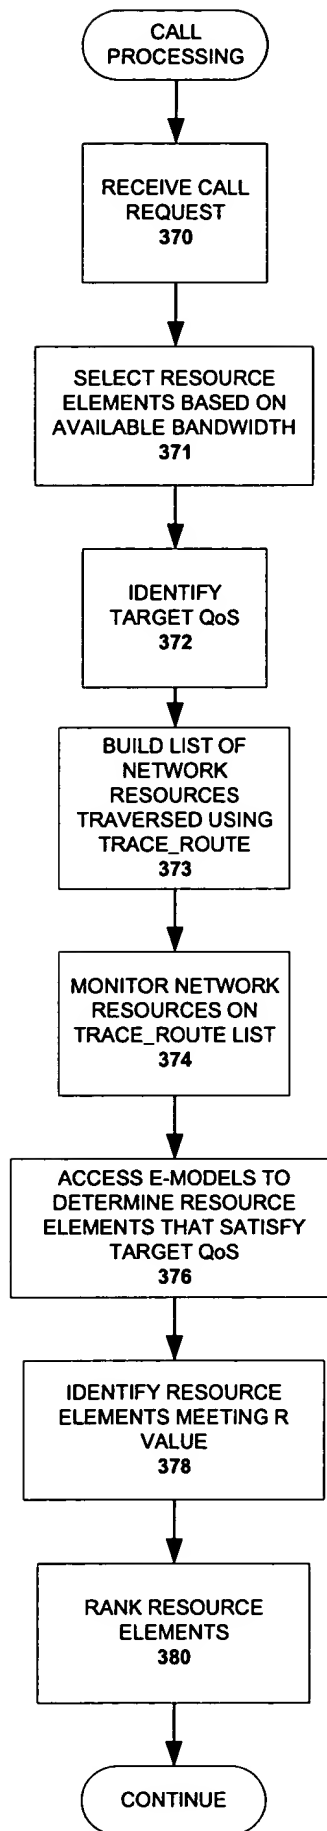 CALL
PROCESSING
RECEIVE CALL
REQUEST
370
SELECT RESOURCE
ELEMENTS BASED ON
AVAILABLE BANDWIDTH
371
IDENTIFY
TARGET QoS
372
BUILD LIST OF
NETWORK
RESOURCES
TRAVERSED USING
TRACE_ROUTE
373
MONITOR NETWORK
RESOURCES ON
TRACE_ROUTE LIST
374
ACCESS E-MODELS TO
DETERMINE RESOURCE
ELEMENTS THAT SATISFY
TARGET QoS
376
IDENTIFY RESOURCE
ELEMENTS MEETING R
VALUE
378
RANK RESOURCE
ELEMENTS
380
CONTINUE